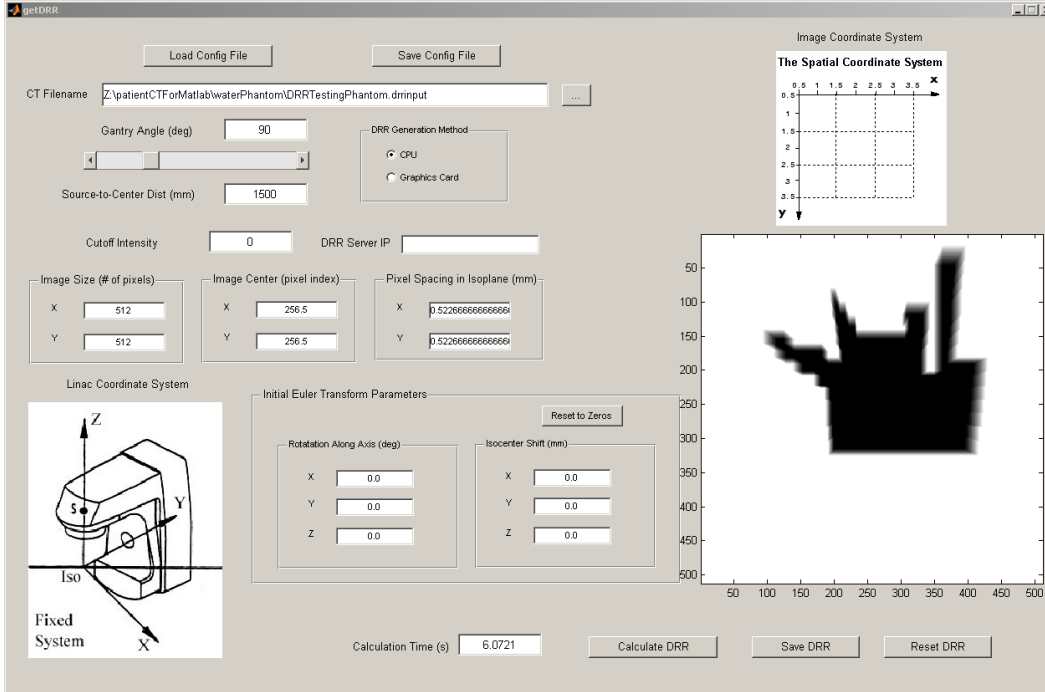 getDRR
Load Config File
Save Config File
CT Filename
Z:\patientCTForMatlab\waterPhantom\DRRTestingPhantom.drrinput
...
Gantry Angle (deg)
90
DRR Generation Method
CPU
Graphics Card
Source-to-Center Dist (mm)
1500
Cutoff Intensity
0
DRR Server IP
Image Size (# of pixels)
X
512
Y
512
Image Center (pixel index)
X
256.5
Y
256.5
Pixel Spacing in Isoplane (mm)
X
0.5226666666666
Y
0.5226666666666
Linac Coordinate System
Z
S
Y
Iso
X
Fixed
System
Initial Euler Transform Parameters
Reset to Zeros
Rotatation Along Axis (deg)
X
0.0
Y
0.0
Z
0.0
Isocenter Shift (mm)
X
0.0
Y
0.0
Z
0.0
Calculation Time (s)
6.0721
Calculate DRR
Save DRR
Reset DRR
Image Coordinate System
The Spatial Coordinate System
x
0.5 1 1.5 2 2.5 3 3.5
0.5
1
1.5
2
2.5
3
3.5
y
50
100
150
200
250
300
350
400
450
500
50 100 150 200 250 300 350 400 450 500